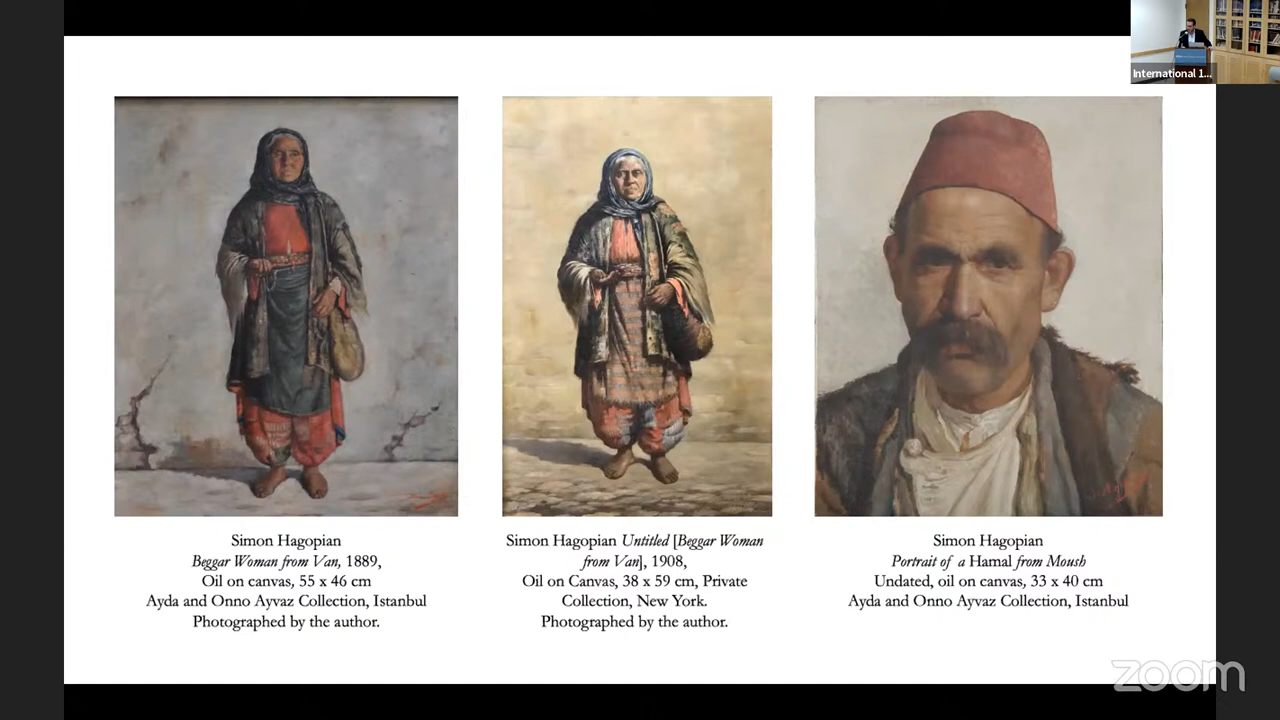 International 1...
Simon Hagopian
Beggar Woman from Van, 1889,
Oil on canvas, 55 x 46 cm
Ayda and Onno Ayvaz Collection, Istanbul
Photographed by the author.
Simon Hagopian Untitled [Beggar Woman
from Van], 1908,
Oil on Canvas, 38 x 59 cm, Private
Collection, New York.
Photographed by the author.
Simon Hagopian
Portrait of a Hamal from Moush
Undated, oil on canvas, 33 x 40 cm
Ayda and Onno Ayvaz Collection, Istanbul
zoom